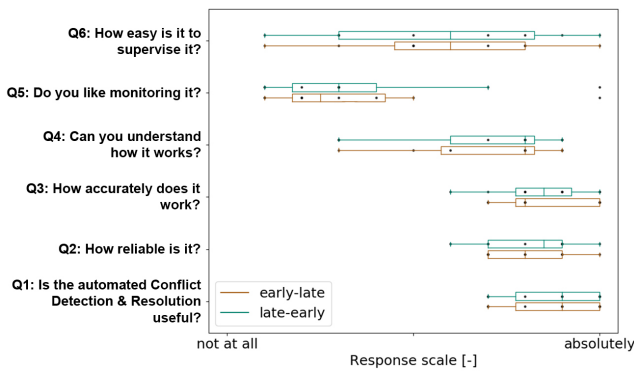 Q6: How easy is it to
supervise it?
Q5: Do you like monitoring it?
Q4: Can you understand
how it works?
Q3: How accurately does it
work?
Q2: How reliable is it?
Q1: Is the automated Conflict
Detection & Resolution
useful?
early-late
late-early
not at all
absolutely
Response scale [-]